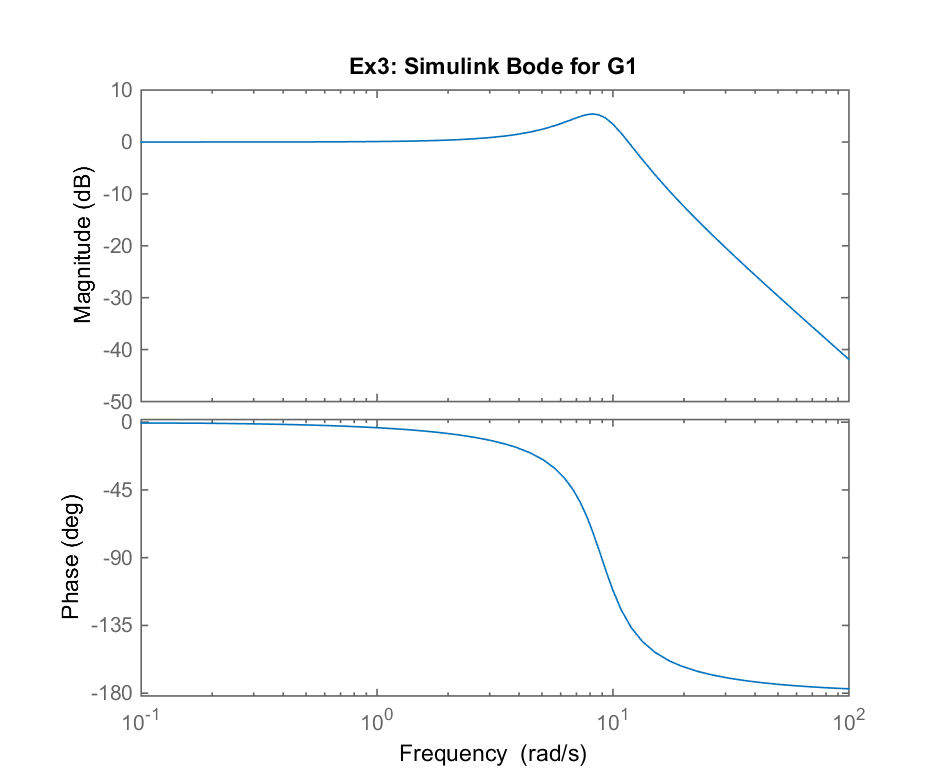 Ex3: Simulink Bode for G1
10
0
-10
-20
-30
-40
-50
Magnitude (dB)
0
-45
-90
-135
-180
Phase (deg)
10^-1 10^0 10^1 10^2
Frequency (rad/s)